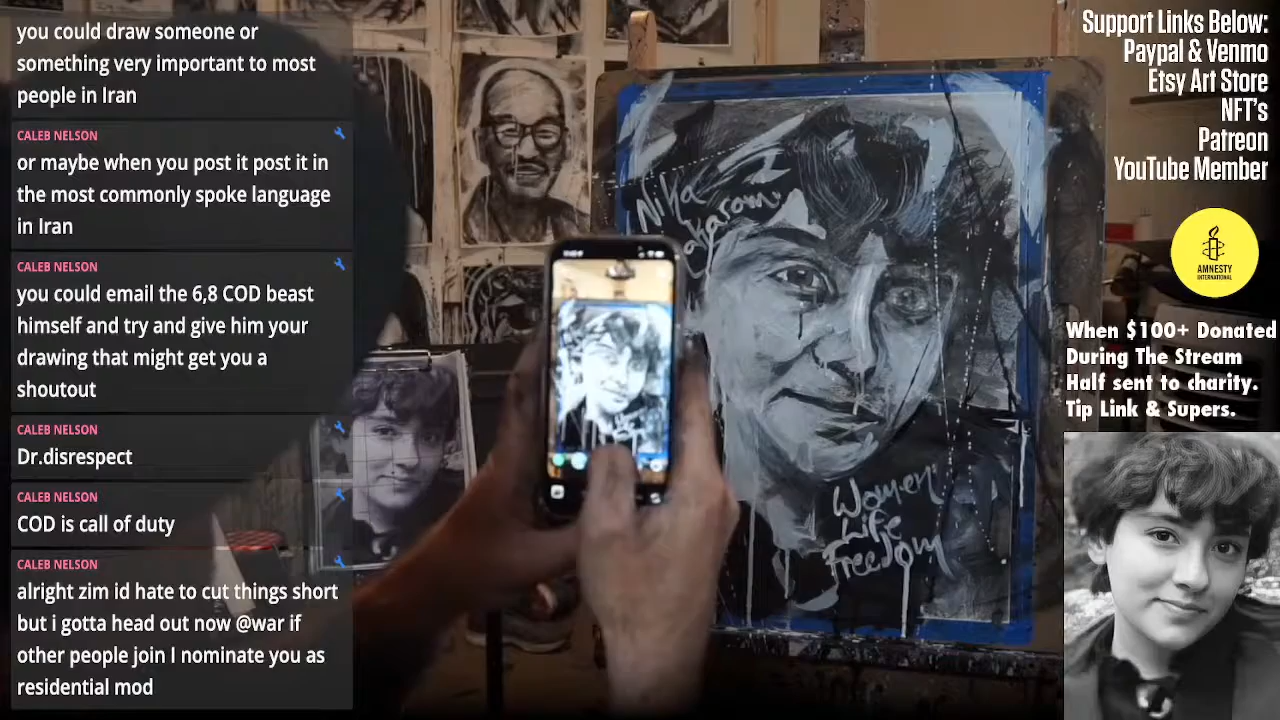 you could draw someone or
something very important to most
people in Iran
CALEB NELSON
or maybe when you post it post it in
the most commonly spoke language
in Iran
CALEB NELSON
you could email the 6,8 COD beast
himself and try and give him your
drawing that might get you a
shoutout
CALEB NELSON
Dr.disrespect
CALEB NELSON
COD is call of duty
CALEB NELSON
alright zim id hate to cut things short
but i gotta head out now @war if
other people join I nominate you as
residential mod
Nika
Women
Life
Freedom
Support Links Below:
Paypal & Venmo
Etsy Art Store
NFT's
Patreon
YouTube Member
AMNESTY
INTERNATIONAL
When $100+ Donated
During The Stream
Half sent to charity.
Tip Link & Supers.